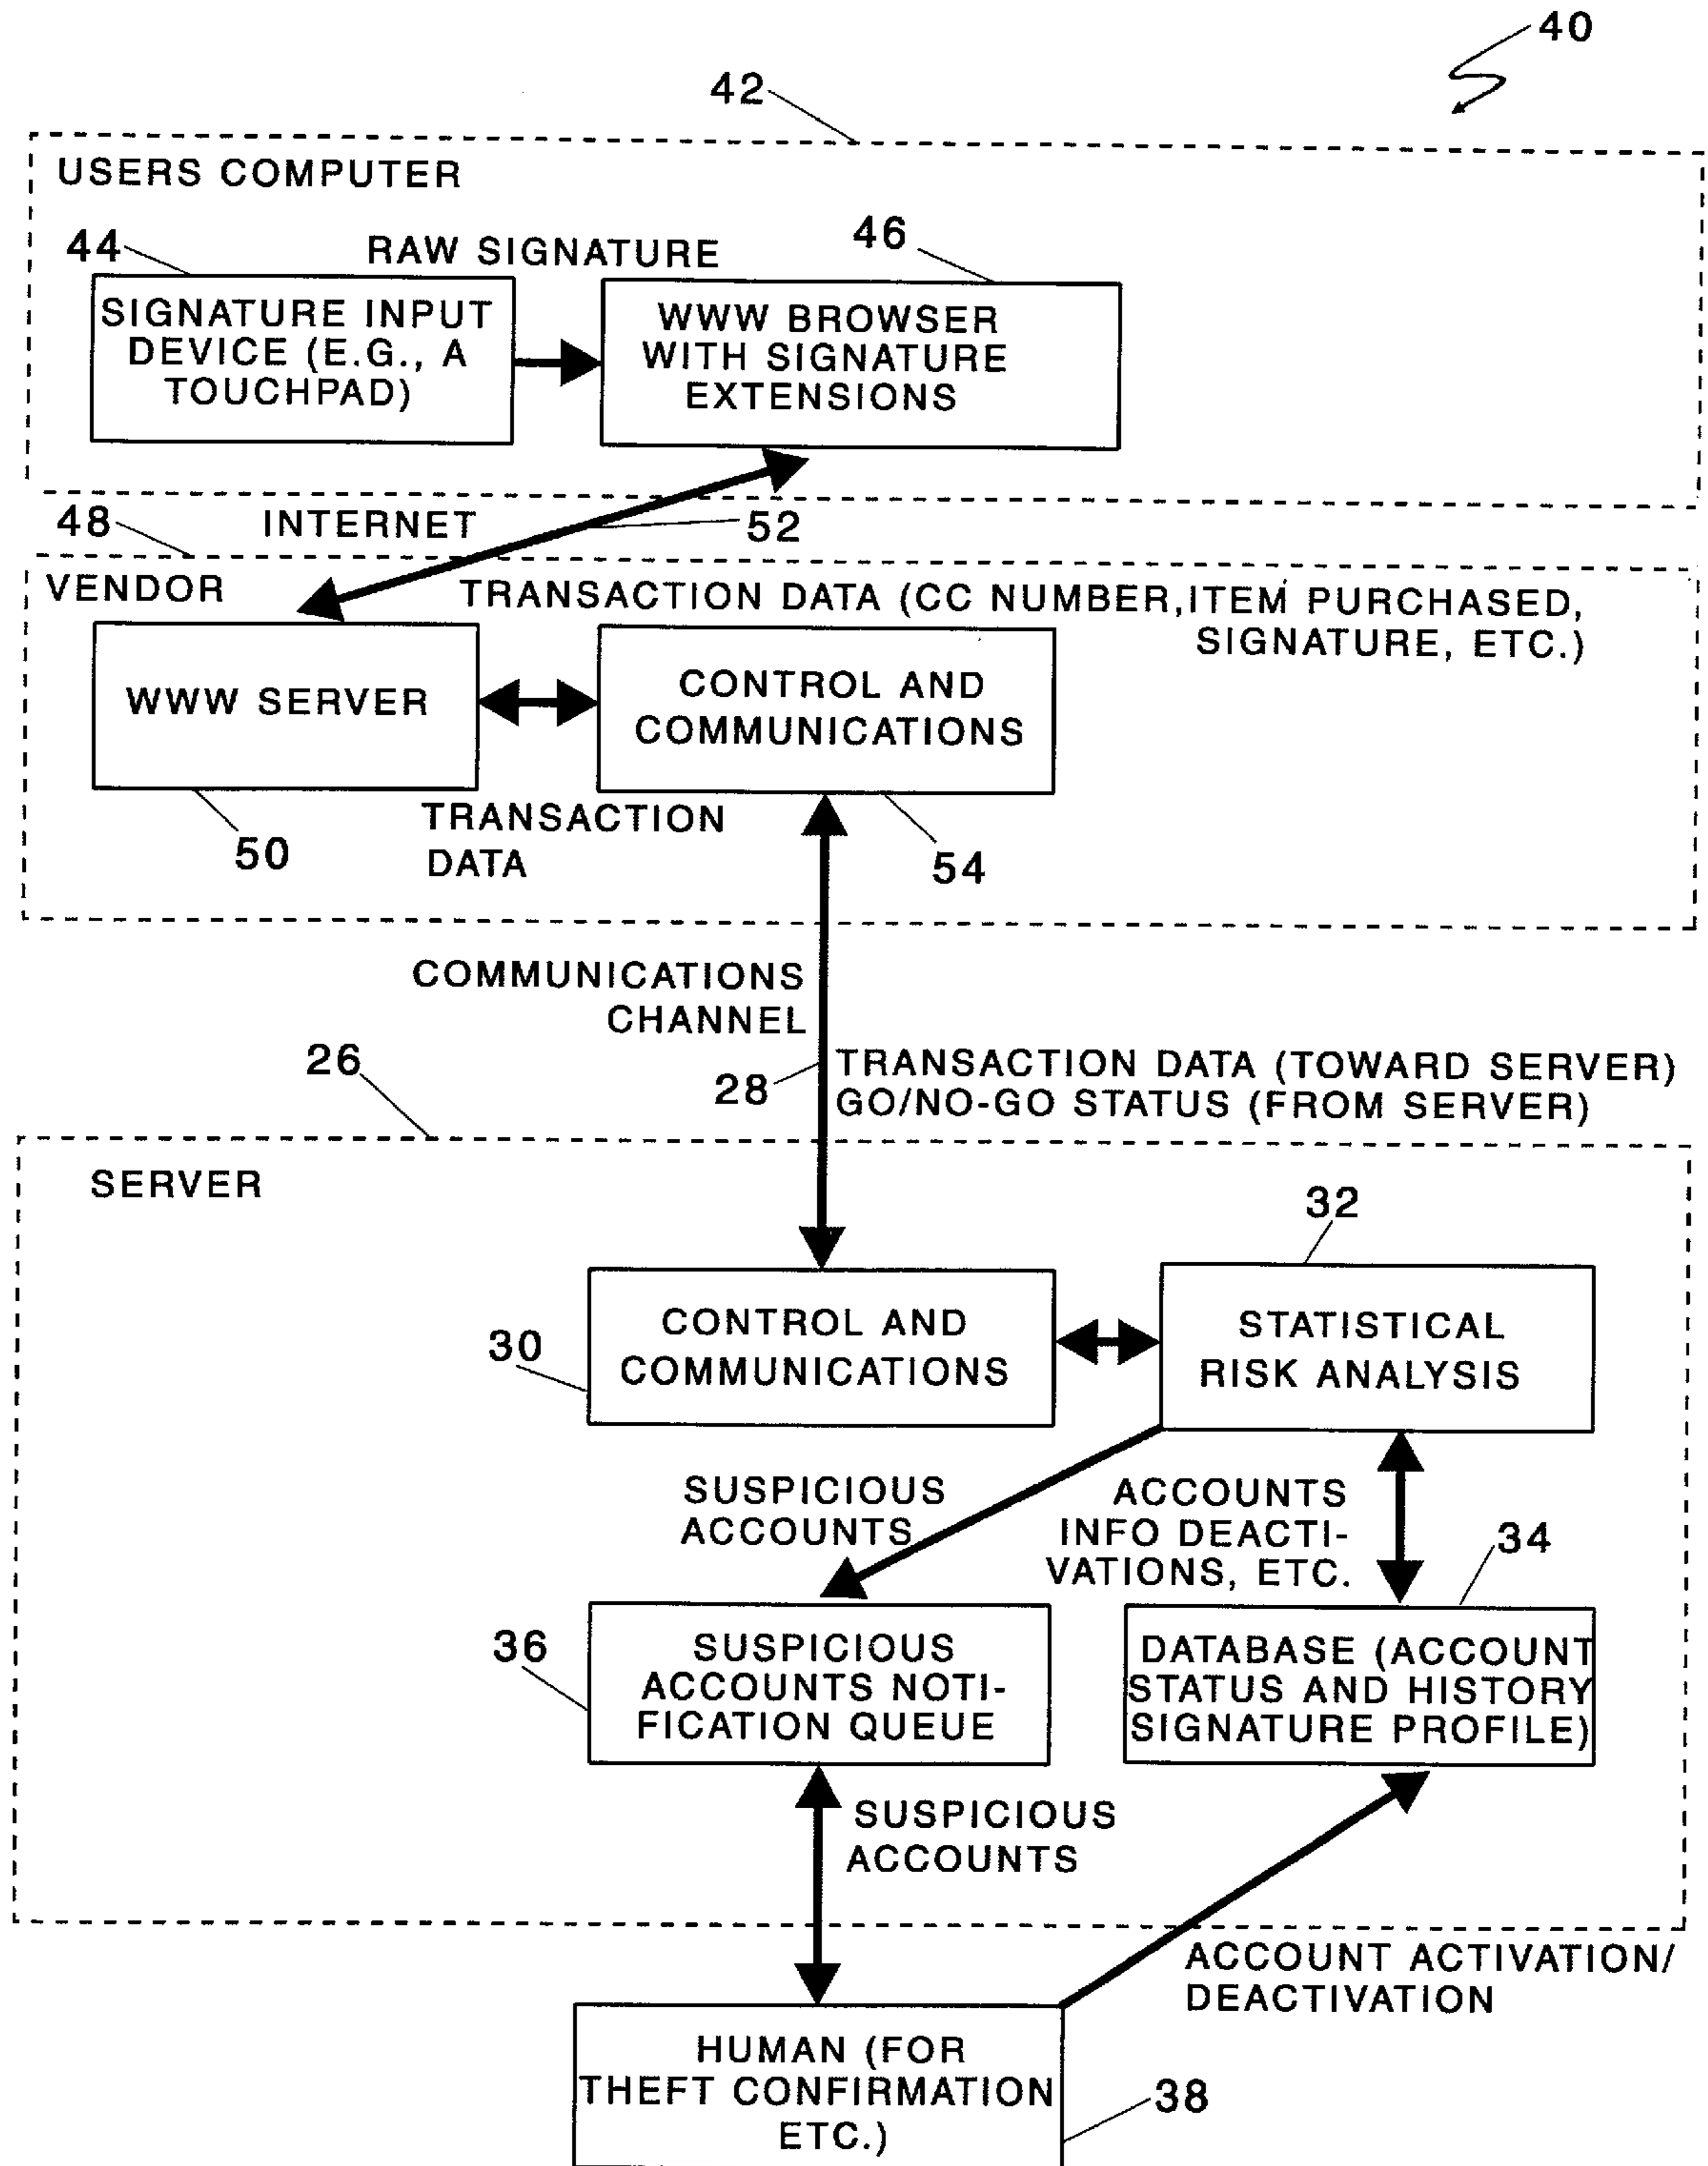 40
42
USERS COMPUTER
44
RAW SIGNATURE
46
SIGNATURE INPUT
DEVICE (E.G., A
TOUCHPAD)
WWW BROWSER
WITH SIGNATURE
EXTENSIONS
48
INTERNET
52
VENDOR
TRANSACTION DATA (CC NUMBER,ITEM PURCHASED,
SIGNATURE, ETC.)
WWW SERVER
CONTROL AND
COMMUNICATIONS
50
TRANSACTION
DATA
54
COMMUNICATIONS
CHANNEL
28
TRANSACTION DATA (TOWARD SERVER)
GO/NO-GO STATUS (FROM SERVER)
26
SERVER
32
30
CONTROL AND
COMMUNICATIONS
STATISTICAL
RISK ANALYSIS
SUSPICIOUS
ACCOUNTS
ACCOUNTS
INFO DEACTI-
VATIONS, ETC.
34
36
SUSPICIOUS
ACCOUNTS NOTI-
FICATION QUEUE
DATABASE (ACCOUNT
STATUS AND HISTORY
SIGNATURE PROFILE)
SUSPICIOUS
ACCOUNTS
ACCOUNT ACTIVATION/
DEACTIVATION
HUMAN (FOR
THEFT CONFIRMATION
ETC.)
38